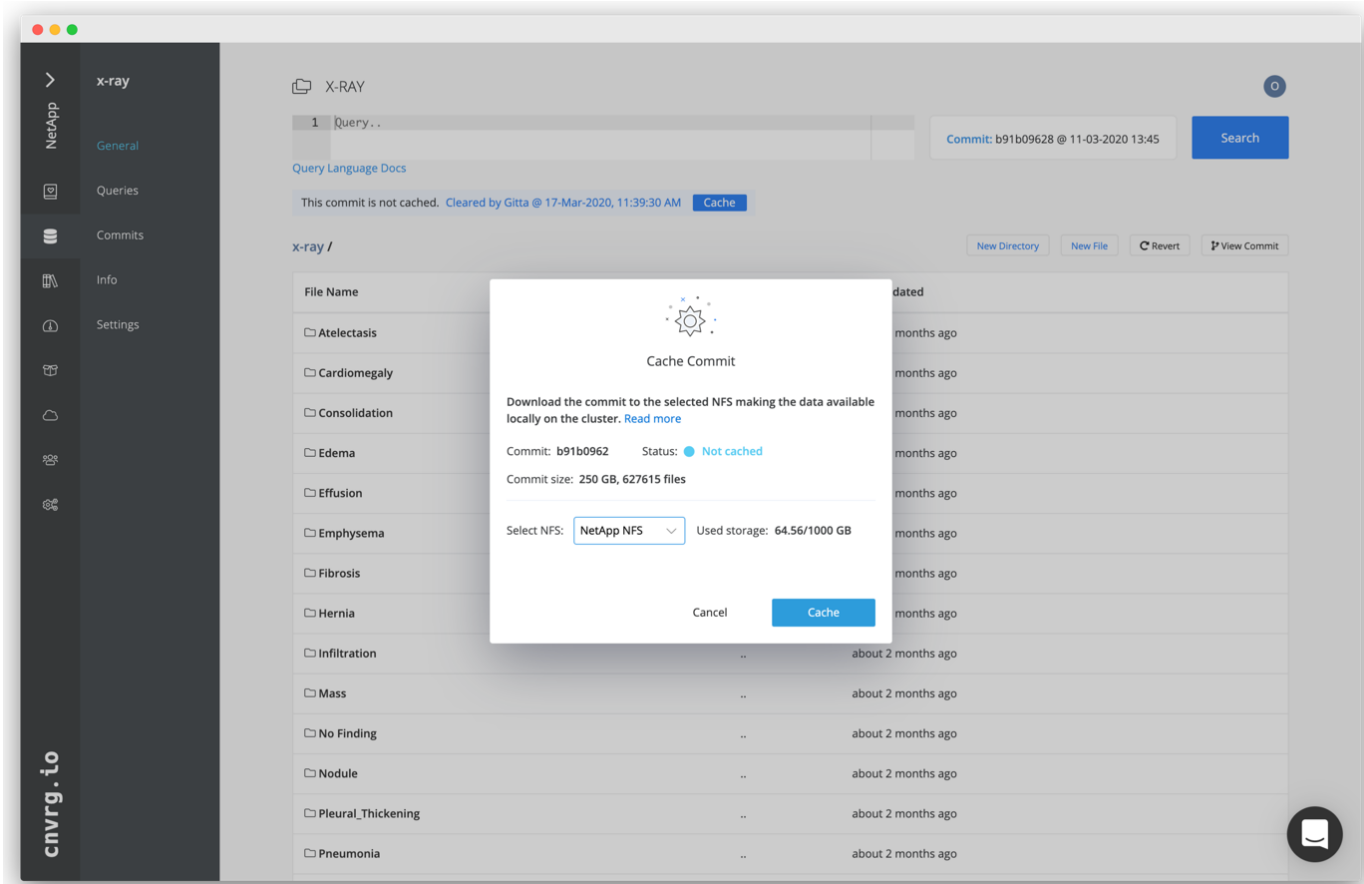 NetApp
cnvrg.io
x-ray
General
Queries
Commits
Info
Settings
X-RAY
O
1 Query..
Commit: b91b09628 @ 11-03-2020 13:45
Search
Query Language Docs
This commit is not cached. Cleared by Gitta @ 17-Mar-2020, 11:39:30 AM Cache
x-ray /
New Directory New File Revert View Commit
File Name dated
Atelectasis months ago
Cardiomegaly months ago
Consolidation months ago
Edema months ago
Effusion months ago
Emphysema months ago
Fibrosis months ago
Hernia months ago
Infiltration .. about 2 months ago
Mass .. about 2 months ago
No Finding .. about 2 months ago
Nodule .. about 2 months ago
Pleural_Thickening .. about 2 months ago
Pneumonia .. about 2 months ago
Cache Commit
Download the commit to the selected NFS making the data available
locally on the cluster. Read more
Commit: b91b0962 Status: Not cached
Commit size: 250 GB, 627615 files
Select NFS: NetApp NFS Used storage: 64.56/1000 GB
Cancel Cache